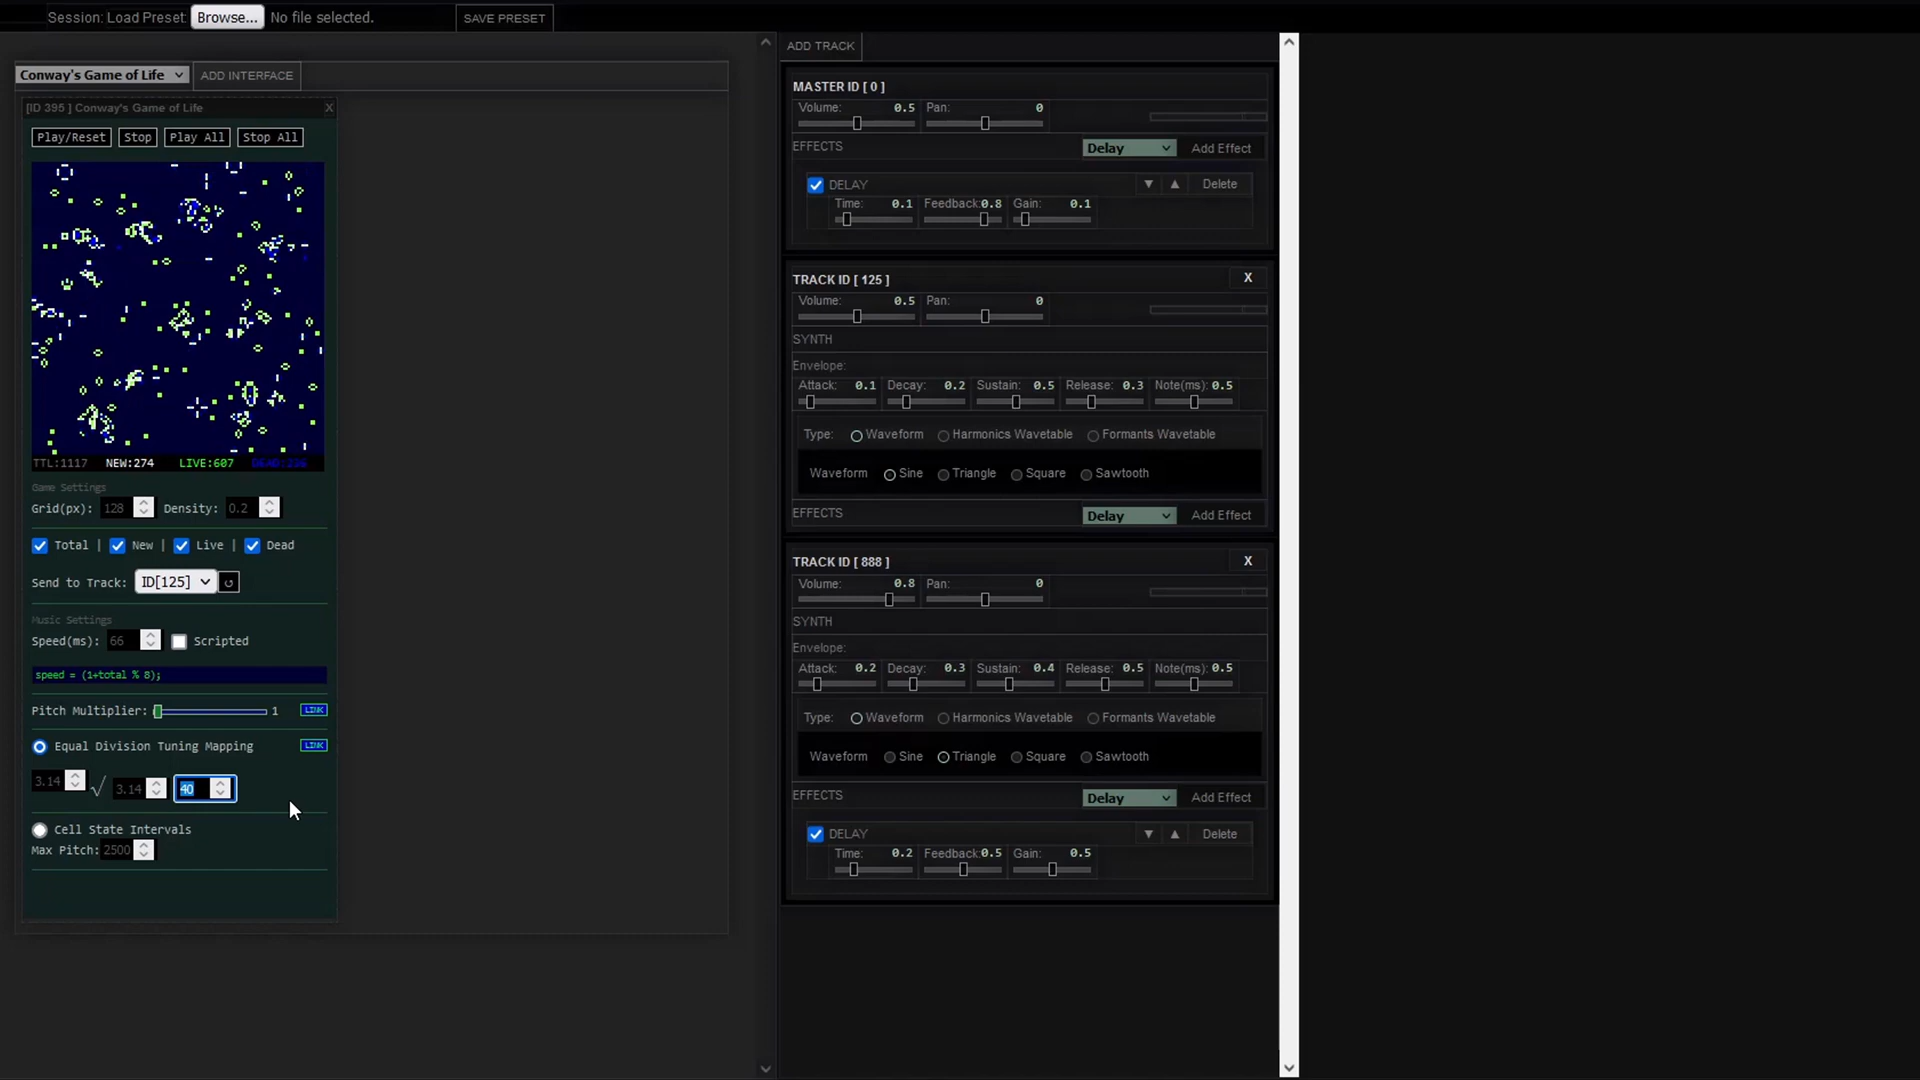 Session: Load Preset: Browse... No file selected. SAVE PRESET
Conway's Game of Life ADD INTERFACE
[ID 395 ] Conway's Game of Life X
Play/Reset Stop Play All Stop All
TTL:1117 NEW:274 LIVE:607
Game Settings
Grid(px): 128 Density: 0.2
Total | New | Live | Dead
Send to Track: ID[125] ↺
Music Settings
Speed(ms): 66 Scripted
speed = (1+total % 8);
Pitch Multiplier: 1 LINK
Equal Division Tuning Mapping LINK
3.14 √ 3.14 40
Cell State Intervals
Max Pitch: 2500
ADD TRACK
MASTER ID [ 0 ]
Volume: 0.5 Pan: 0
EFFECTS Delay Add Effect
DELAY ▼ ▲ Delete
Time: 0.1 Feedback:0.8 Gain: 0.1
TRACK ID [ 125 ] X
Volume: 0.5 Pan: 0
SYNTH
Envelope:
Attack: 0.1 Decay: 0.2 Sustain: 0.5 Release: 0.3 Note(ms): 0.5
Type: Waveform Harmonics Wavetable Formants Wavetable
Waveform Sine Triangle Square Sawtooth
EFFECTS Delay Add Effect
TRACK ID [ 888 ] X
Volume: 0.8 Pan: 0
SYNTH
Envelope:
Attack: 0.2 Decay: 0.3 Sustain: 0.4 Release: 0.5 Note(ms): 0.5
Type: Waveform Harmonics Wavetable Formants Wavetable
Waveform Sine Triangle Square Sawtooth
EFFECTS Delay Add Effect
DELAY ▼ ▲ Delete
Time: 0.2 Feedback:0.5 Gain: 0.5